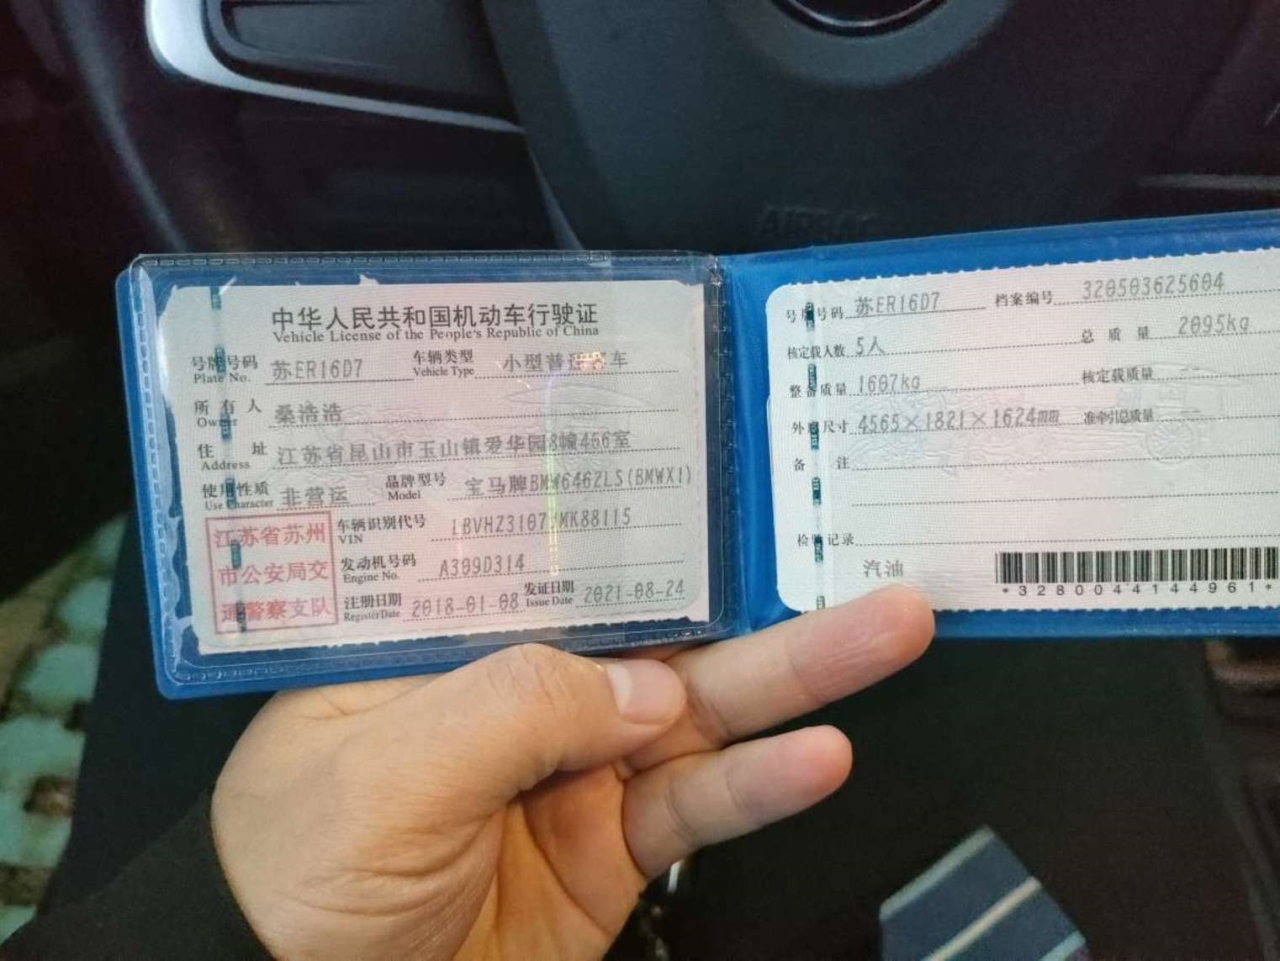 AIRBAG
中华人民共和国机动车行驶证
Vehicle License of the People's Republic of China
号牌号码 苏ER16D7 车辆类型 小型普通客车
Plate No. Vehicle Type
所有人 桑浩浩
Owner
住址 江苏省昆山市玉山镇爱华园8幢466室
Address
使用性质 非营运 品牌型号 宝马牌BMW6462LS(BMWX1)
Use Character Model
江苏省苏州
市公安局交
通警察支队
车辆识别代号
VIN
发动机号码 A309D314
Engine No.
注册日期 2018-01-08 发证日期 2021-08-24
Register Date Issue Date
号牌号码 苏ER16D7 档案编号 320503625604
核定载人数 5人 总质量 2095kg
整备质量 1607kg 核定载质量 --
外廓尺寸 4565×1821×1624mm 准牵引总质量 --
备注
检验记录
汽油
*3280044144961*